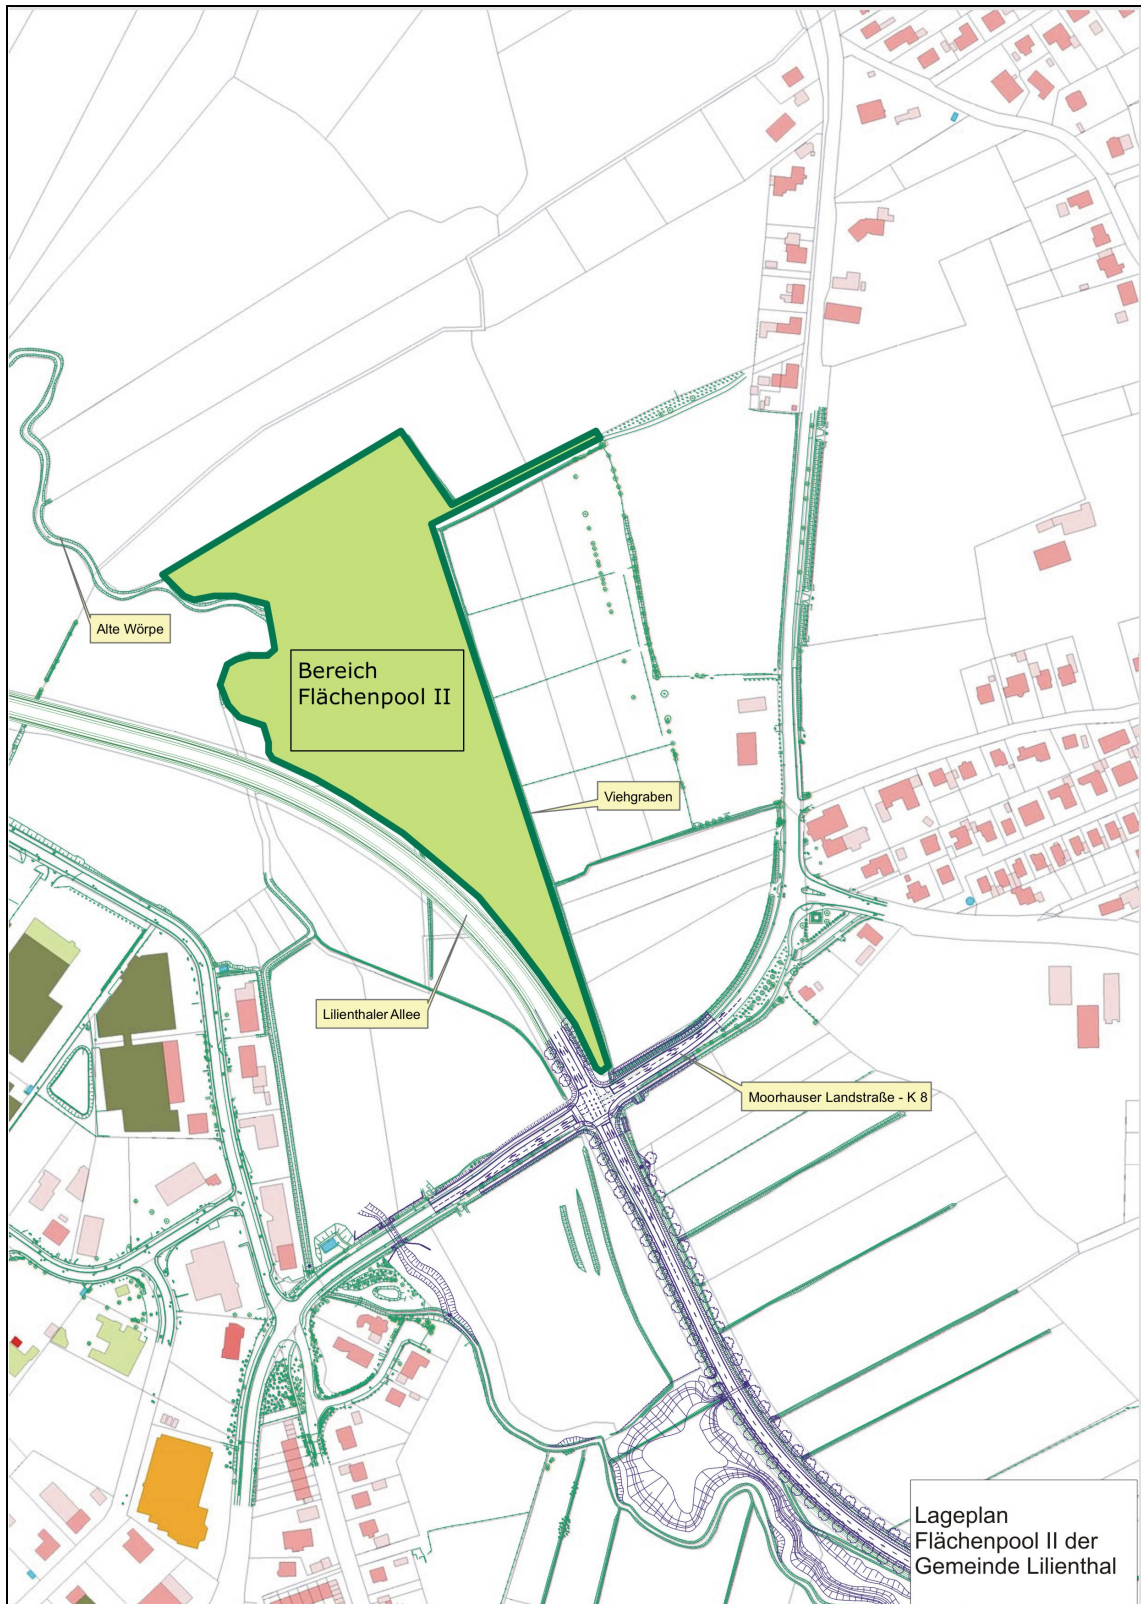 Alte Wörpe
Bereich
Flächenpool II
Viehgraben
Lilienthaler Allee
Moorhauser Landstraße - K 8
Lageplan
Flächenpool II der
Gemeinde Lilienthal